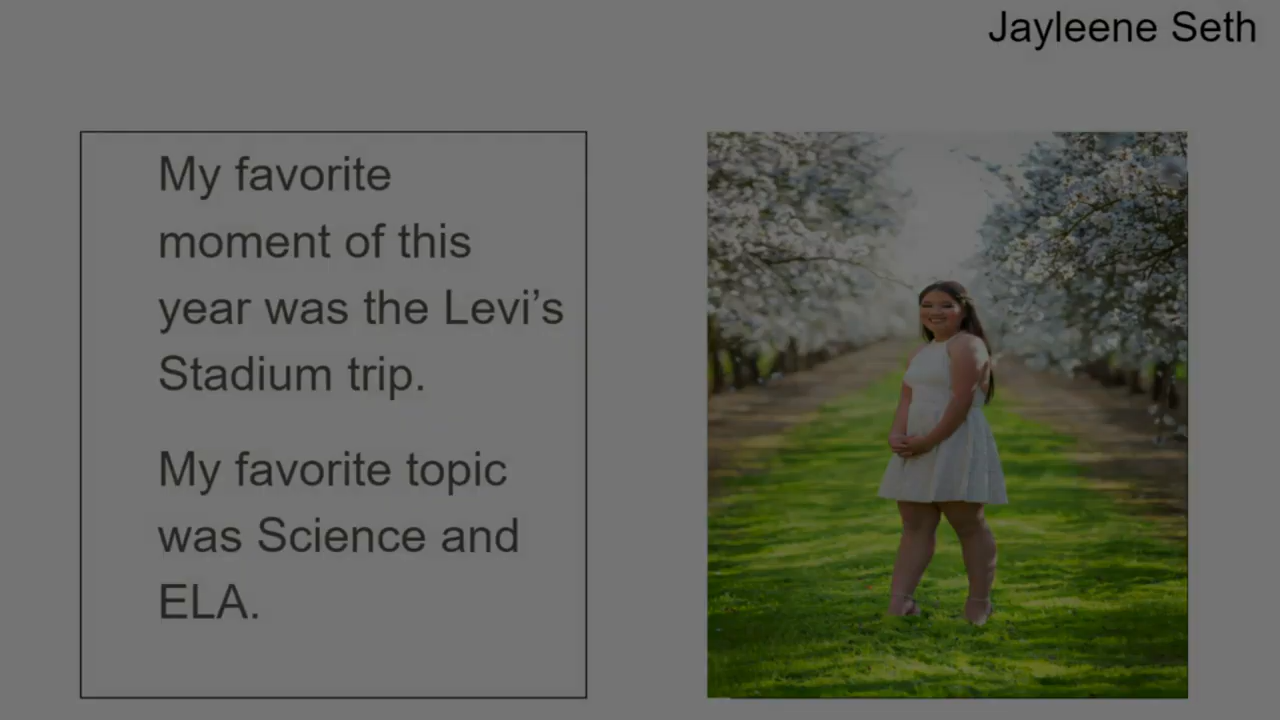 Jayleene Seth
My favorite
moment of this
year was the Levi’s
Stadium trip.
My favorite topic
was Science and
ELA.